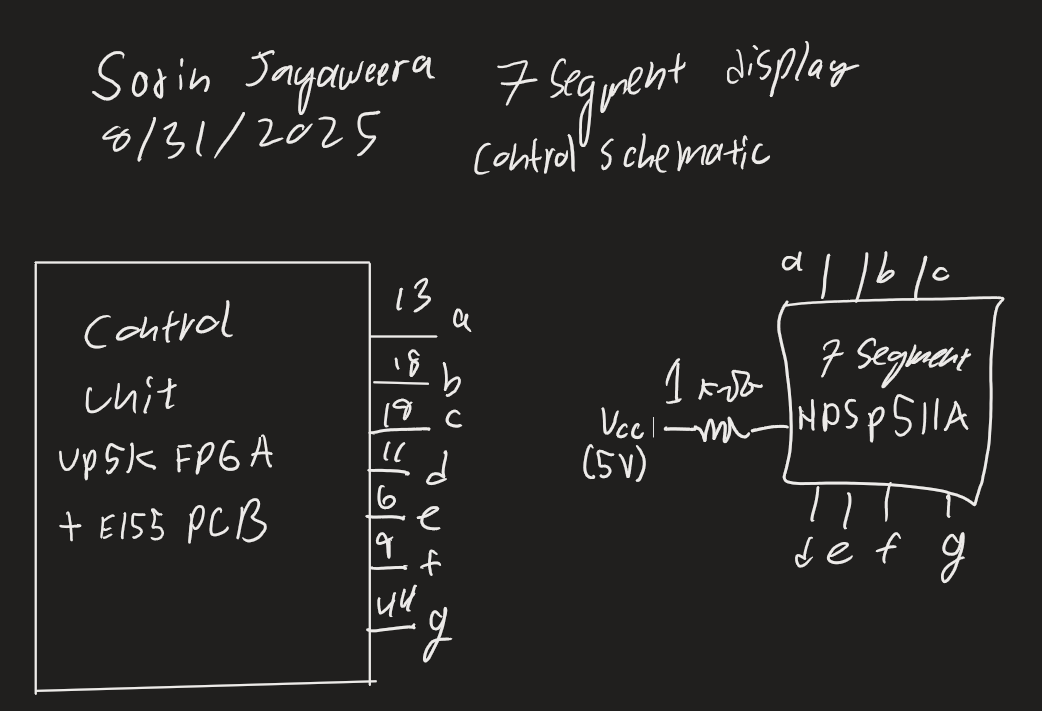 Sorin Jayaweera
8/31/2025
7 Segment display
control schematic
Control
Unit
up5k FPGA
+ E155 PCB
13 a
18 b
19 c
11 d
6 e
9 f
44 g
a b c
7 Segment
HDSP511A
1 k
Vcc
(5V)
d e f g